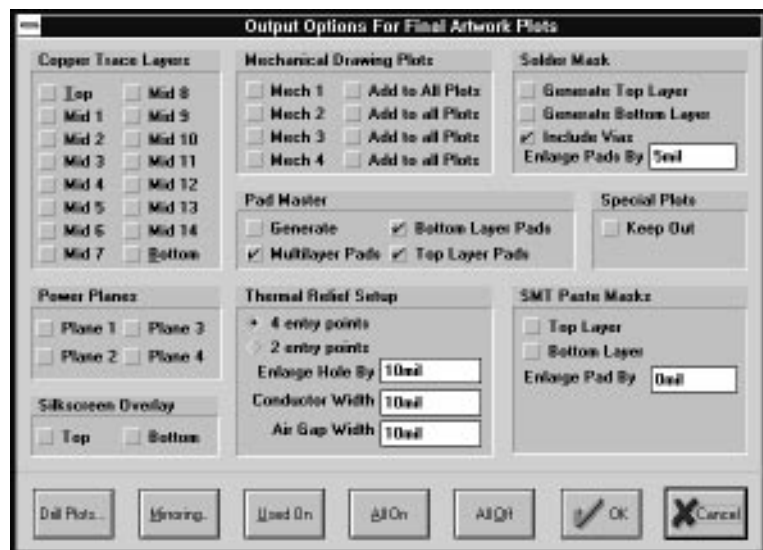 Output Options For Final Artwork Plots
Copper Trace Layers
Top Mid 8
Mid 1 Mid 9
Mid 2 Mid 10
Mid 3 Mid 11
Mid 4 Mid 12
Mid 5 Mid 13
Mid 6 Mid 14
Mid 7 Bottom
Mechanical Drawing Plots
Mech 1 Add to All Plots
Mech 2 Add to all Plots
Mech 3 Add to all Plots
Mech 4 Add to all Plots
Solder Mask
Generate Top Layer
Generate Bottom Layer
Include Vias
Enlarge Pads By 5mil
Pad Master
Generate Bottom Layer Pads
Multilayer Pads Top Layer Pads
Special Plots
Keep Out
Power Planes
Plane 1 Plane 3
Plane 2 Plane 4
Thermal Relief Setup
4 entry points
2 entry points
Enlarge Hole By 10mil
Conductor Width 10mil
Air Gap Width 10mil
SMT Paste Masks
Top Layer
Bottom Layer
Enlarge Pad By 0mil
Silkscreen Overlay
Top Bottom
Drill Plots... Mirroring.. Used On All On All Off OK Cancel